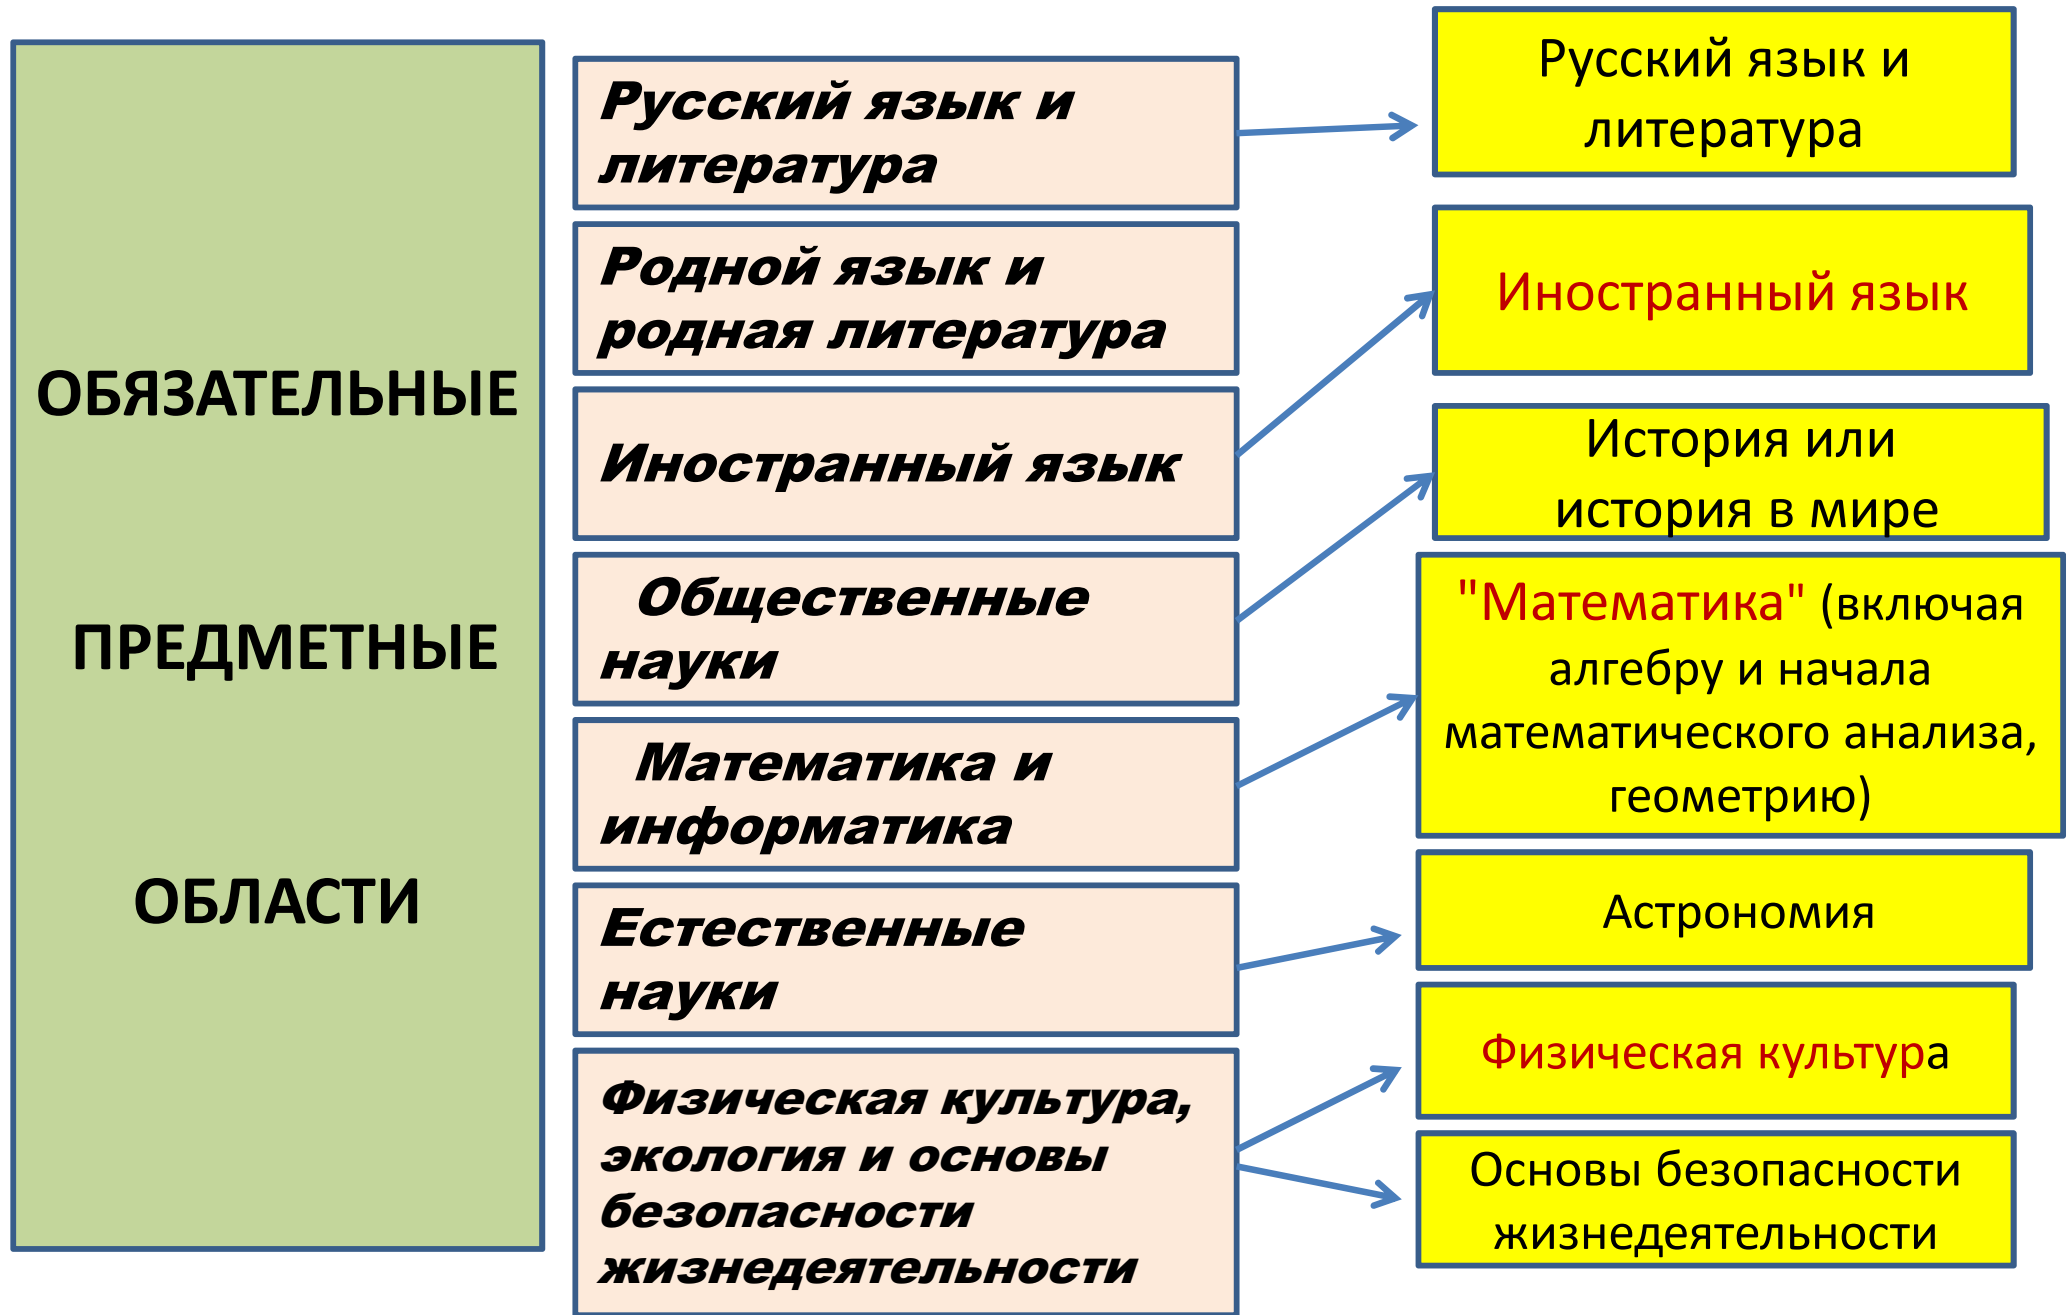 ОБЯЗАТЕЛЬНЫЕ
ПРЕДМЕТНЫЕ
ОБЛАСТИ
Русский язык и
литература
Родной язык и
родная литература
Иностранный язык
Общественные
науки
Математика и
информатика
Естественные
науки
Физическая культура,
экология и основы
безопасности
жизнедеятельности
Русский язык и
литература
Иностранный язык
История или
история в мире
"Математика" (включая
алгебру и начала
математического анализа,
геометрию)
Астрономия
Физическая культура
Основы безопасности
жизнедеятельности